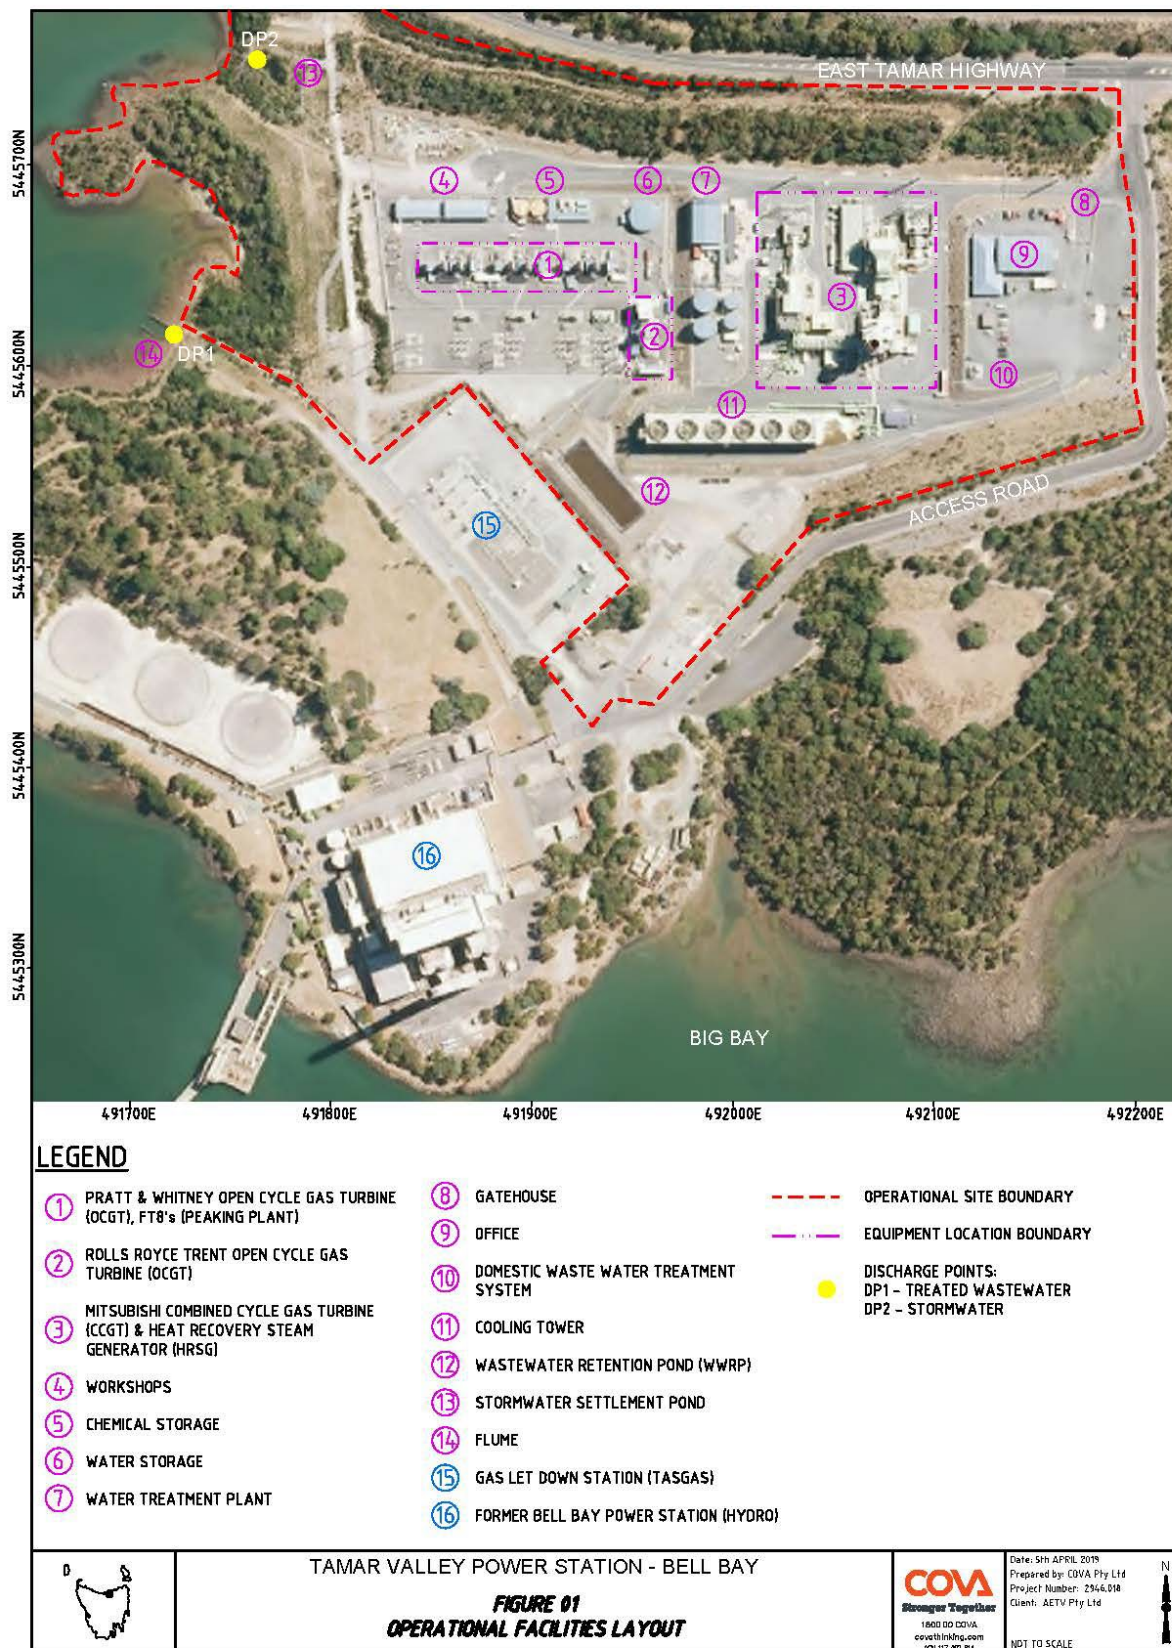 DP2
13
EAST TAMAR HIGHWAY
5445700N
4
5
6
7
8
1
9
3
2
14
DP1
5445600N
10
11
12
ACCESS ROAD
15
5445500N
5445400N
16
5445300N
BIG BAY
491700E
491800E
491900E
492000E
492100E
492200E
LEGEND
1 PRATT & WHITNEY OPEN CYCLE GAS TURBINE
(OCGT), FT8's (PEAKING PLANT)
2 ROLLS ROYCE TRENT OPEN CYCLE GAS
TURBINE (OCGT)
3 MITSUBISHI COMBINED CYCLE GAS TURBINE
(CCGT) & HEAT RECOVERY STEAM
GENERATOR (HRSG)
4 WORKSHOPS
5 CHEMICAL STORAGE
6 WATER STORAGE
7 WATER TREATMENT PLANT
8 GATEHOUSE
9 OFFICE
10 DOMESTIC WASTE WATER TREATMENT
SYSTEM
11 COOLING TOWER
12 WASTEWATER RETENTION POND (WWRP)
13 STORMWATER SETTLEMENT POND
14 FLUME
15 GAS LET DOWN STATION (TASGAS)
16 FORMER BELL BAY POWER STATION (HYDRO)
OPERATIONAL SITE BOUNDARY
EQUIPMENT LOCATION BOUNDARY
DISCHARGE POINTS:
DP1 - TREATED WASTEWATER
DP2 - STORMWATER
TAMAR VALLEY POWER STATION - BELL BAY
FIGURE 01
OPERATIONAL FACILITIES LAYOUT
COVA
Stronger Together
1800 00 COVA
covathinking.com
Date: 5th APRIL 2019
Prepared by: COVA Pty Ltd
Project Number: 2946.018
Client: AETV Pty Ltd
NOT TO SCALE
N